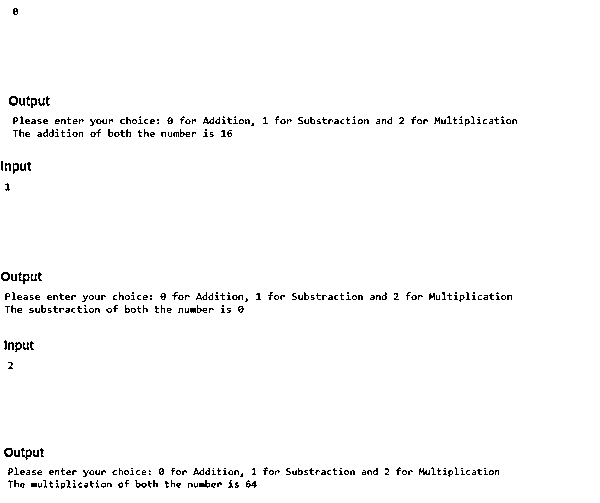 0
Output
Please enter your choice: 0 for Addition, 1 for Substraction and 2 for Multiplication
The addition of both the number is 16
Input
1
Output
Please enter your choice: 0 for Addition, 1 for Substraction and 2 for Multiplication
The substraction of both the number is 0
Input
2
Output
Please enter your choice: 0 for Addition, 1 for Substraction and 2 for Multiplication
The multiplication of both the number is 64